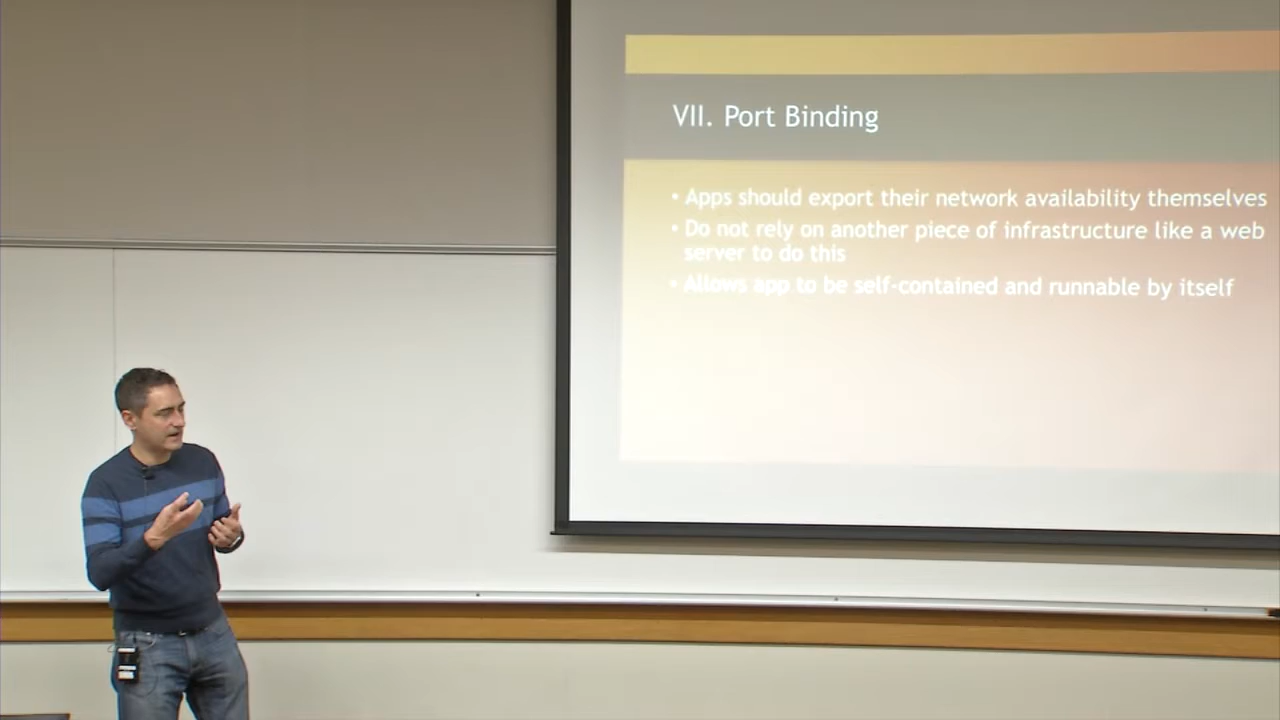 VII. Port Binding
• Apps should export their network availability themselves
• Do not rely on another piece of infrastructure like a web
server to do this
• Allows app to be self-contained and runnable by itself